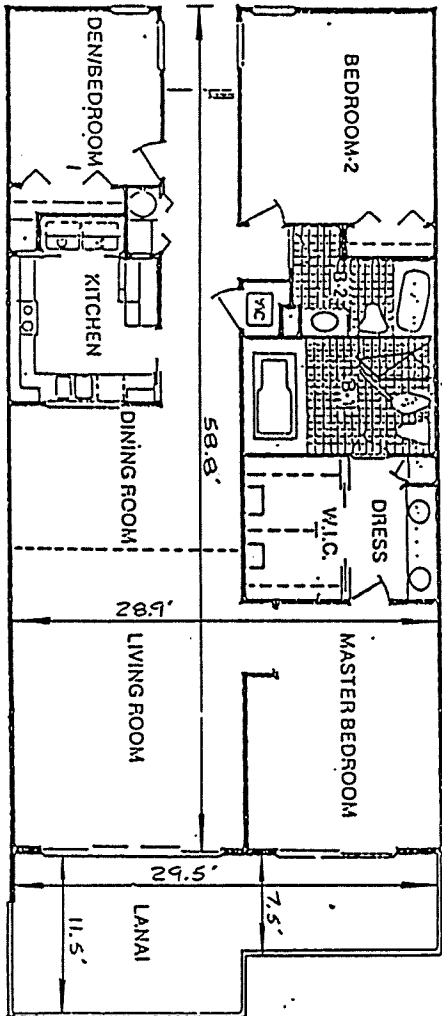 DEN/BEDROOM
BEDROOM-2
KITCHEN
B-2
A/C
B-1
58.8'
DINING ROOM
W.I.C.
DRESS
28.9'
LIVING ROOM
MASTER BEDROOM
29.5'
7.5'
11.5'
LANAI